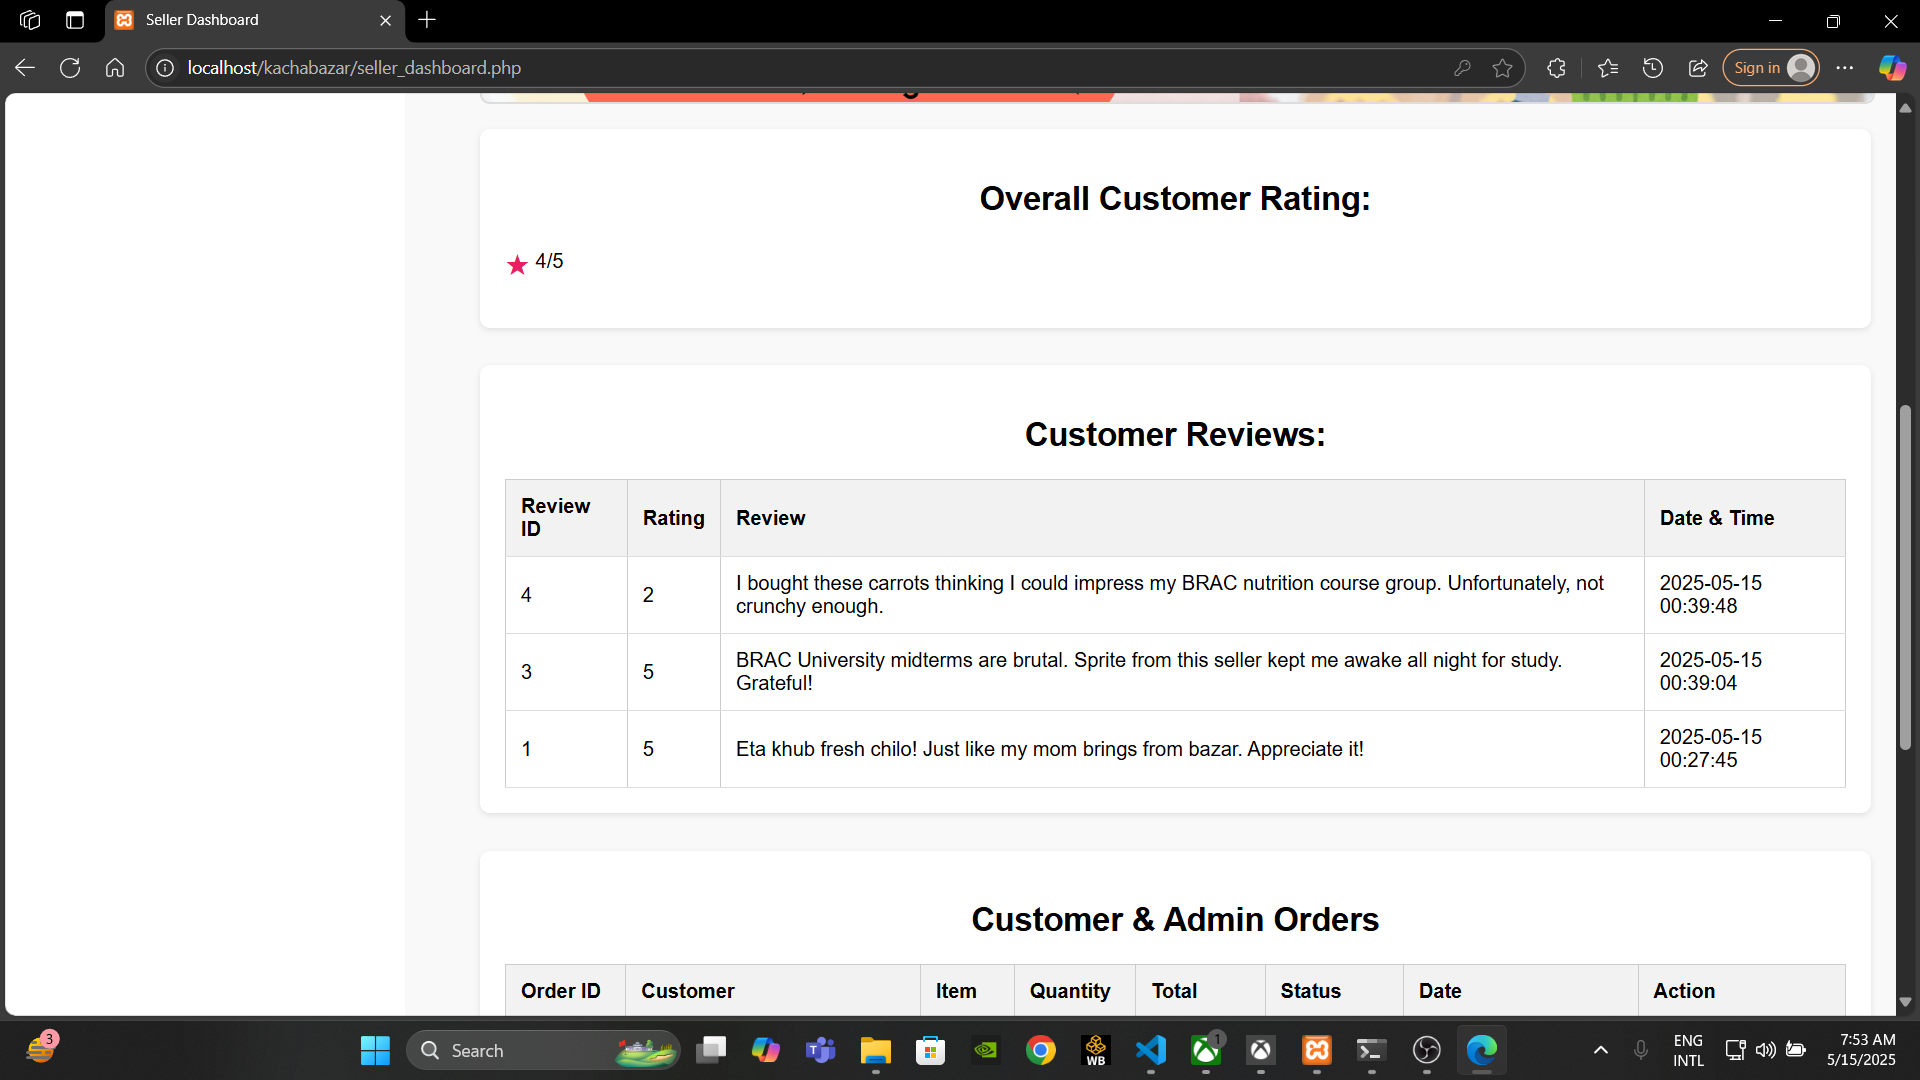 Seller Dashboard
localhost/kachabazar/seller_dashboard.php
Sign in
Overall Customer Rating:
4/5
Customer Reviews:
Review
ID
Rating
Review
Date & Time
4
2
I bought these carrots thinking I could impress my BRAC nutrition course group. Unfortunately, not
crunchy enough.
2025-05-15
00:39:48
3
5
BRAC University midterms are brutal. Sprite from this seller kept me awake all night for study.
Grateful!
2025-05-15
00:39:04
1
5
Eta khub fresh chilo! Just like my mom brings from bazar. Appreciate it!
2025-05-15
00:27:45
Customer & Admin Orders
Order ID
Customer
Item
Quantity
Total
Status
Date
Action
3
Search
WB
1
ENG
INTL
7:53 AM
5/15/2025